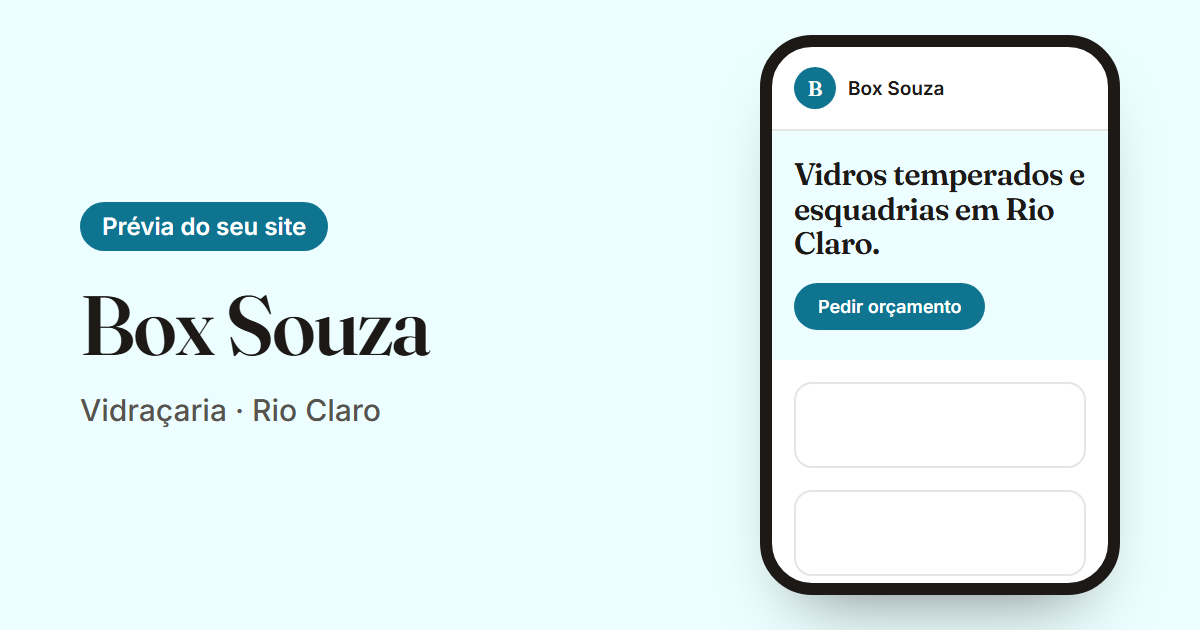 Prévia do seu site
Box Souza
Vidraçaria · Rio Claro
B
Box Souza
Vidros temperados e
esquadrias em Rio
Claro.
Pedir orçamento